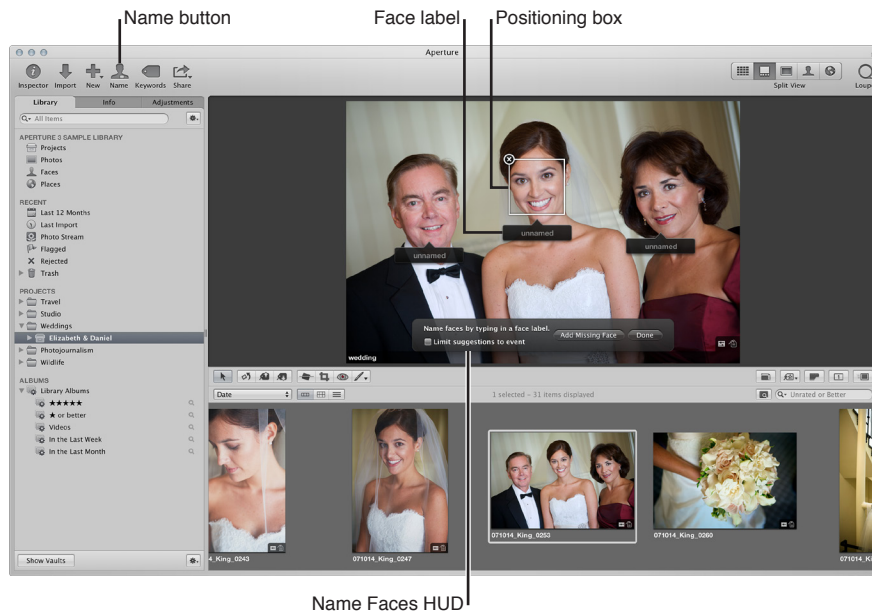 Name button
Face label
Positioning box
Aperture
Inspector Import New Name Keywords Share
Split View
Loupe
Library Info Adjustments
All Items
APERTURE 3 SAMPLE LIBRARY
Projects
Photos
Faces
Places
RECENT
Last 12 Months
Last Import
Photo Stream
Flagged
Rejected
Trash
PROJECTS
Travel
Studio
Weddings
Elizabeth & Daniel
Photojournalism
Wildlife
ALBUMS
Library Albums
★★★★★
★ or better
Videos
In the Last Week
In the Last Month
Show Vaults
unnamed
unnamed
unnamed
Name faces by typing in a face label.
Limit suggestions to event
Add Missing Face
Done
wedding
Date
1 selected – 31 items displayed
Unrated or Better
4_King_0243
071014_King_0247
071014_King_0253
071014_King_0260
071014_K
Name Faces HUD